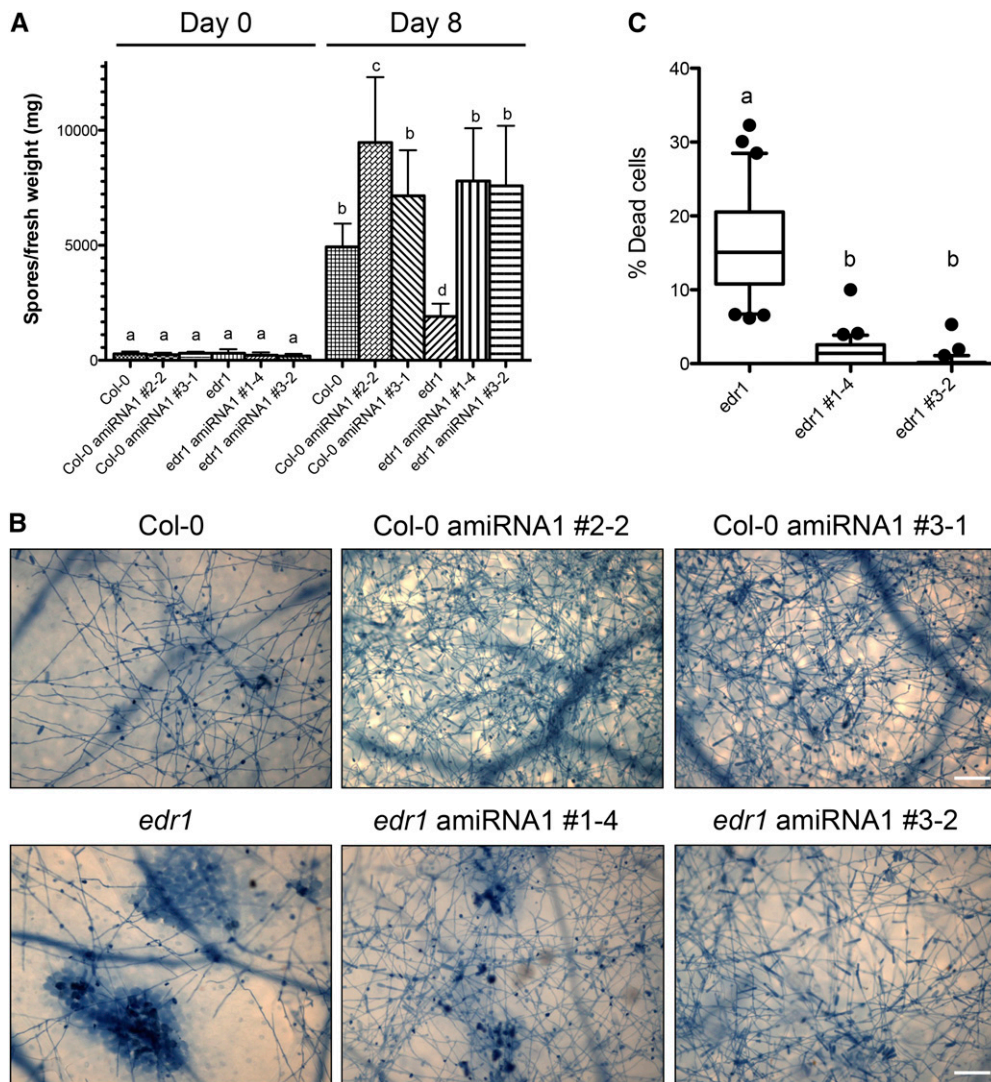 A
Day 0
Day 8
Spores/fresh weight (mg)
10000
5000
0
a
a
a
a
a
a
b
c
b
d
b
b
Col-0
Col-0 amiRNA1 #2-2
Col-0 amiRNA1 #3-1
edr1
edr1 amiRNA1 #1-4
edr1 amiRNA1 #3-2
Col-0
Col-0 amiRNA1 #2-2
Col-0 amiRNA1 #3-1
edr1
edr1 amiRNA1 #1-4
edr1 amiRNA1 #3-2
C
% Dead cells
40
30
20
10
0
a
b
b
edr1
edr1 #1-4
edr1 #3-2
B
Col-0
Col-0 amiRNA1 #2-2
Col-0 amiRNA1 #3-1
edr1
edr1 amiRNA1 #1-4
edr1 amiRNA1 #3-2